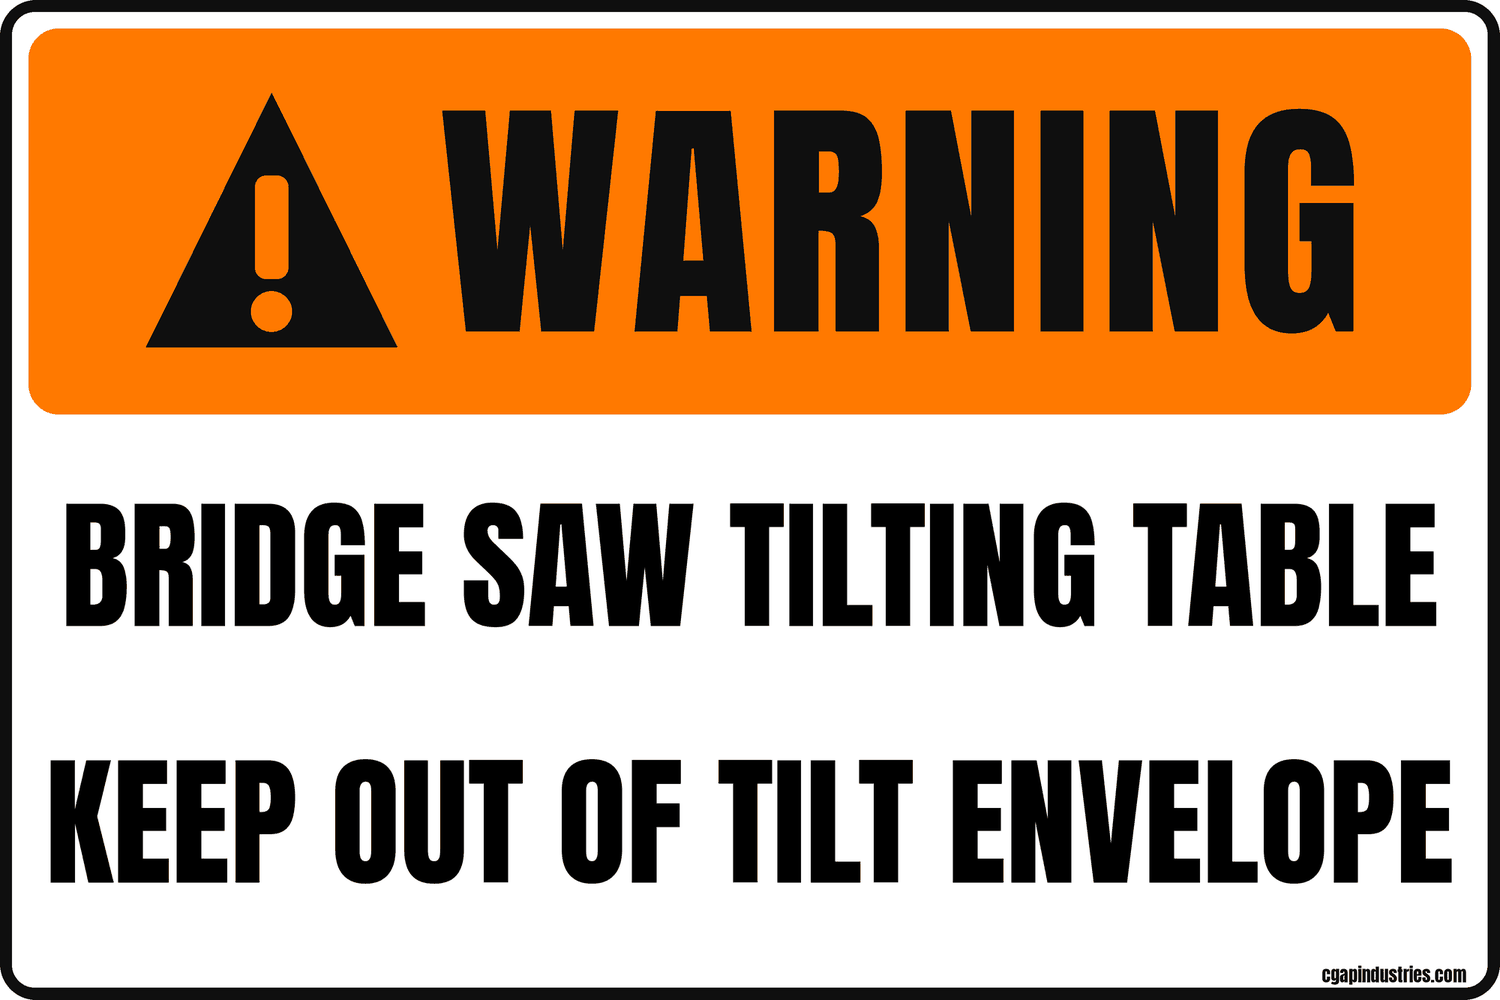 WARNING
BRIDGE SAW TILTING TABLE
KEEP OUT OF TILT ENVELOPE
cgapindustries.com